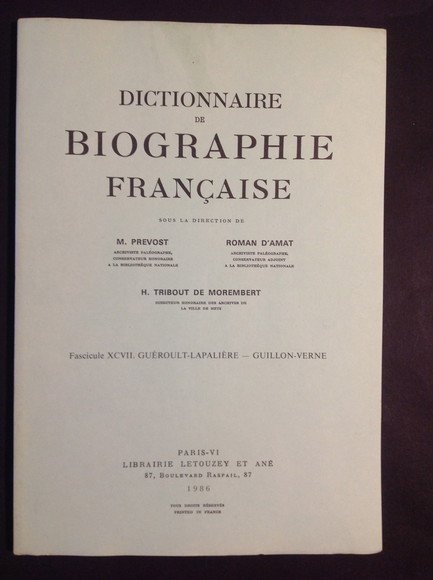 DICTIONNAIRE
DE
BIOGRAPHIE
FRANÇAISE
SOUS LA DIRECTION DE
M. PREVOST
ARCHIVISTE PALÉOGRAPHE,
CONSERVATEUR HONORAIRE
A LA BIBLIOTHÈQUE NATIONALE
ROMAN D'AMAT
ARCHIVISTE PALÉOGRAPHE,
CONSERVATEUR ADJOINT
A LA BIBLIOTHÈQUE NATIONALE
H. TRIBOUT DE MOREMBERT
DIRECTEUR HONORAIRE DES ARCHIVES DE
LA VILLE DE METZ
Fascicule XCVII. GUÉROULT-LAPALIÈRE — GUILLON-VERNE
PARIS-VI
LIBRAIRIE LETOUZEY ET ANÉ
87, BOULEVARD RASPAIL, 87
1986
TOUS DROITS RÉSERVÉS
PRINTED IN FRANCE